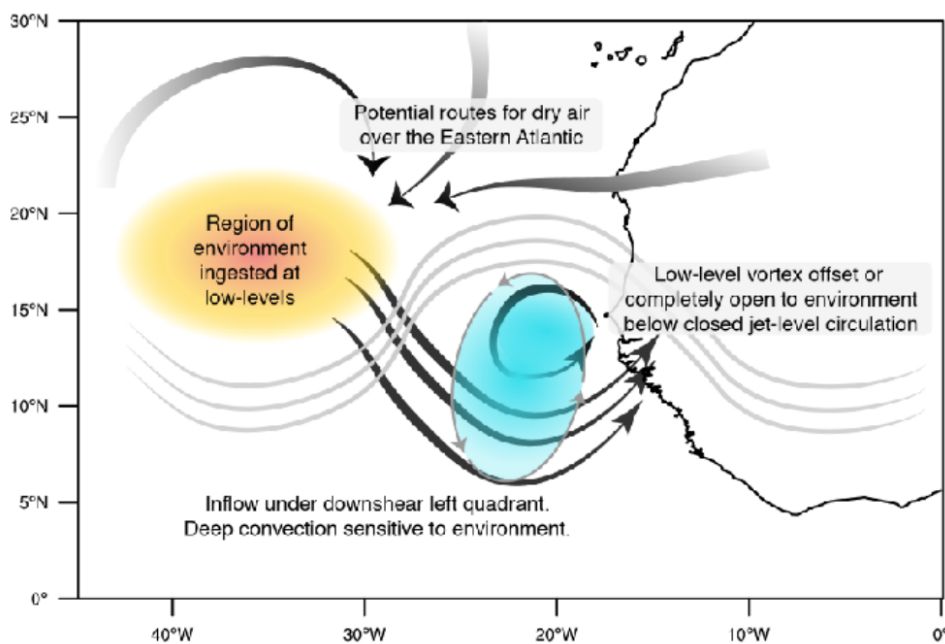 30°N
25°N
20°N
15°N
10°N
5°N
0°
Potential routes for dry air
over the Eastern Atlantic
Region of
environment
ingested at
low-levels
Low-level vortex offset or
completely open to environment
below closed jet-level circulation
Inflow under downshear left quadrant.
Deep convection sensitive to environment.
40°W
30°W
20°W
10°W
0°